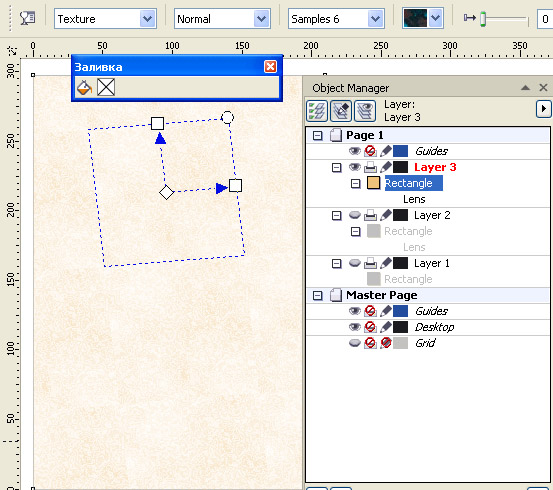 Texture Normal Samples 6 0
0 50 100 150 200 250 300 350
Заливка
300
250
200
150
100
50
0
Object Manager
Layer:
Layer 3
Page 1
Guides
Layer 3
Rectangle
Lens
Layer 2
Rectangle
Lens
Layer 1
Rectangle
Master Page
Guides
Desktop
Grid